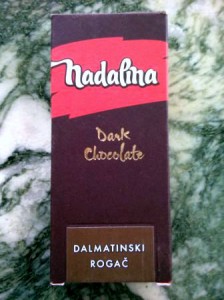 Nadalina
Dark
Chocolate
DALMATINSKI
ROGAČ